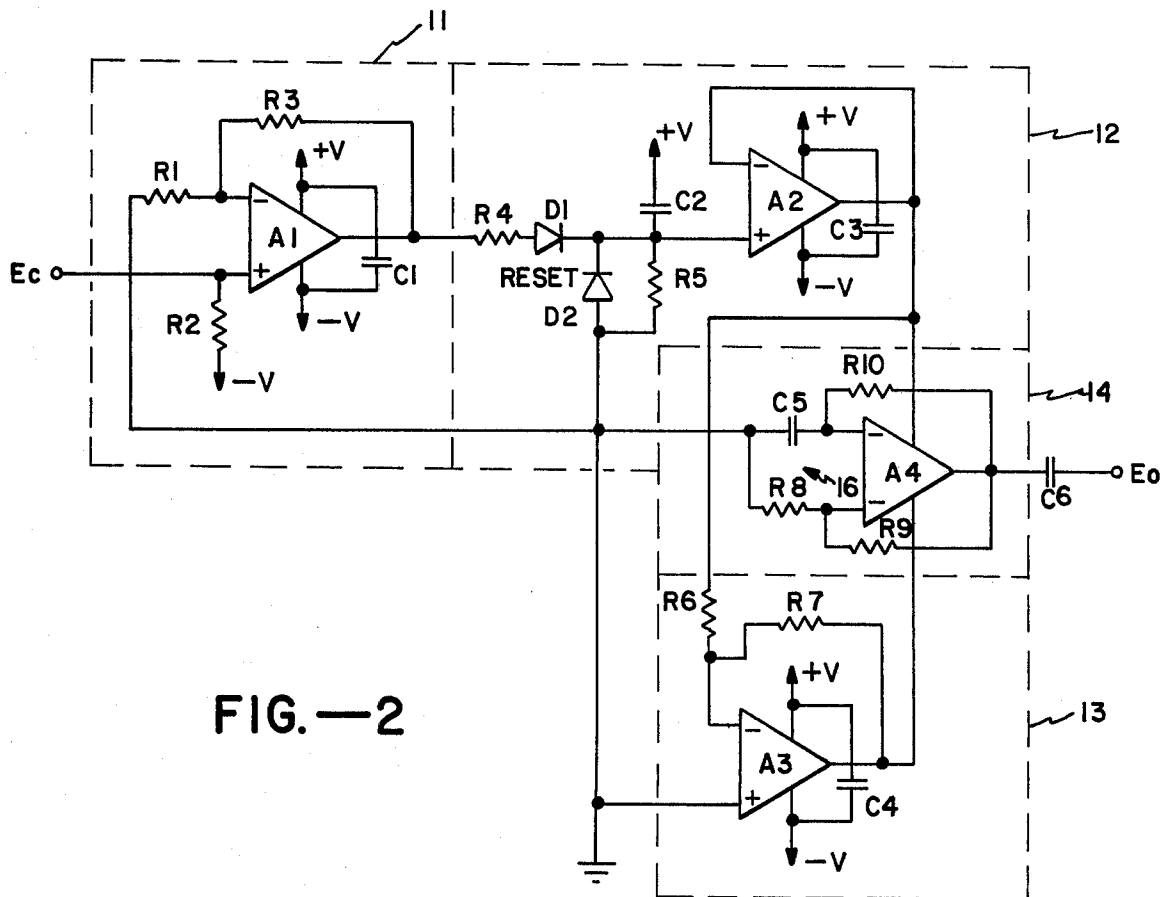 11
R3
+V
R1
−
A1
+
C1
−V
R2
−V
Ec
R4
D1
RESET
D2
+V
C2
R5
+V
−
A2
+
C3
−V
12
R10
14
C5
−
A4
−
R8
16
R9
C6
Eo
R6
R7
+V
−
A3
+
C4
−V
13
FIG.—2